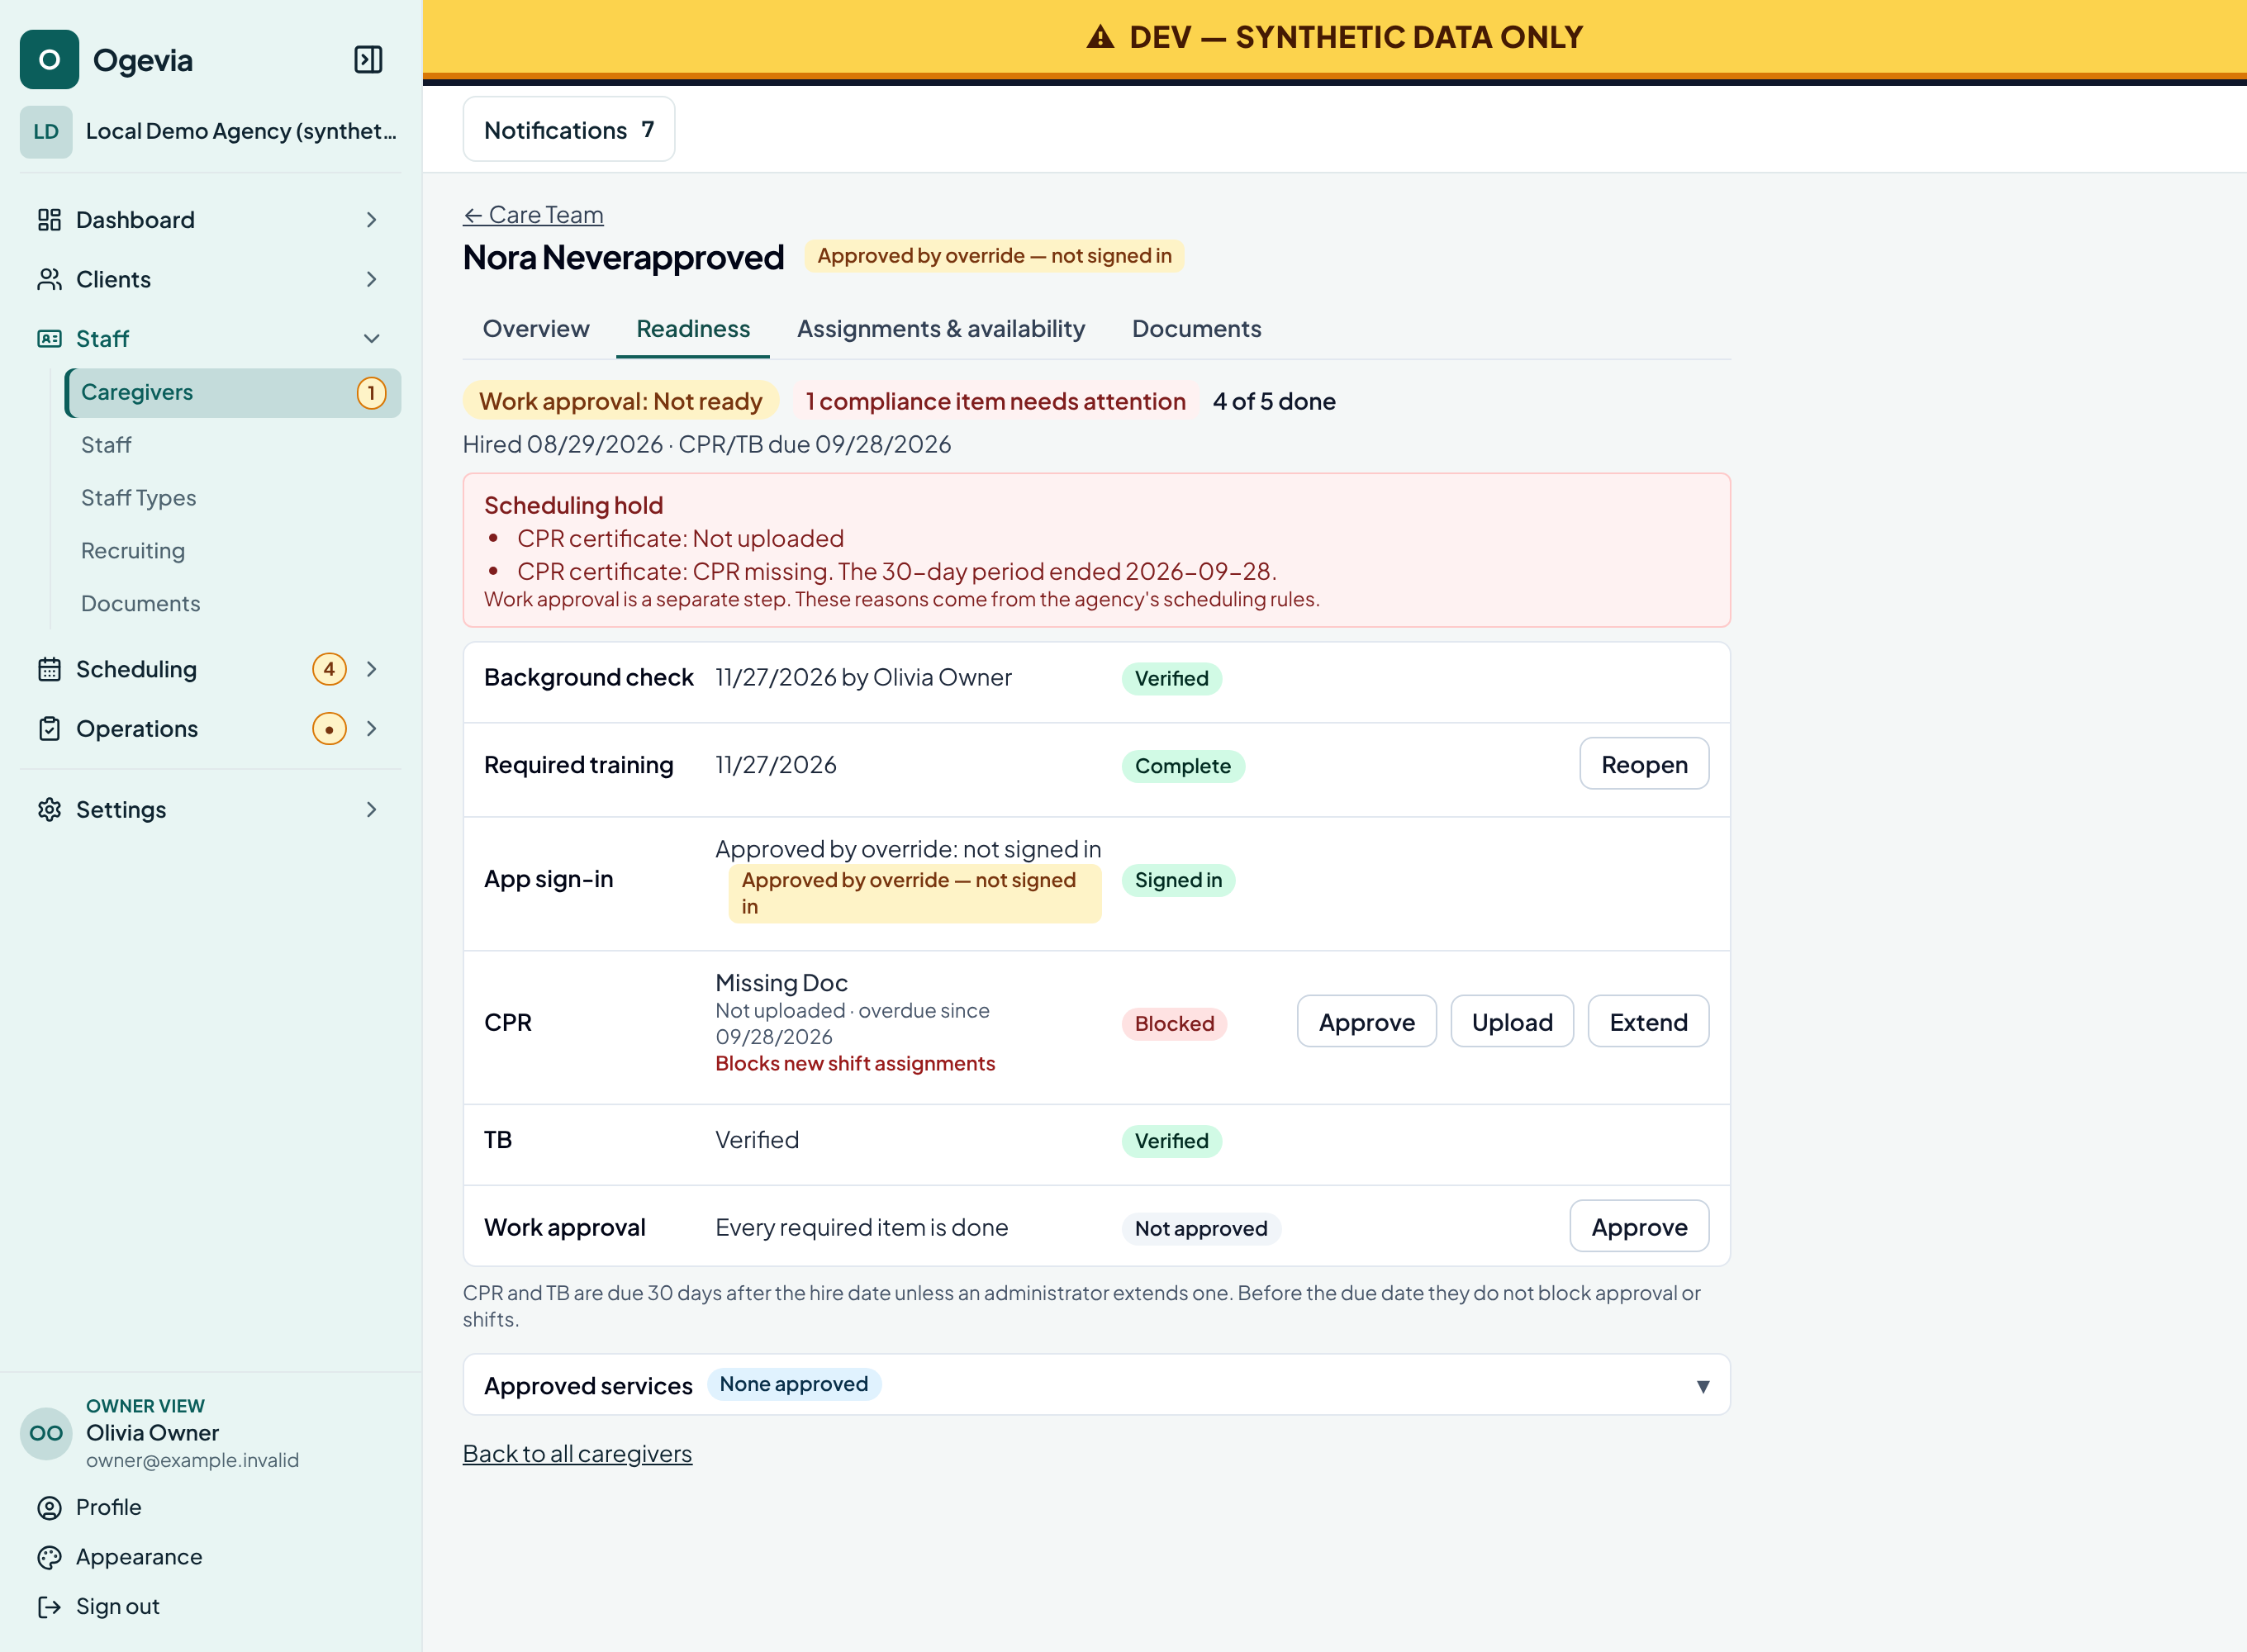 DEV — SYNTHETIC DATA ONLY
O
Ogevia
LD
Local Demo Agency (synthet…
Dashboard
Clients
Staff
Caregivers
1
Staff
Staff Types
Recruiting
Documents
Scheduling
4
Operations
Settings
OO
OWNER VIEW
Olivia Owner
owner@example.invalid
Profile
Appearance
Sign out
Notifications 7
← Care Team
Nora Neverapproved
Approved by override — not signed in
Overview
Readiness
Assignments & availability
Documents
Work approval: Not ready
1 compliance item needs attention
4 of 5 done
Hired 08/29/2026 · CPR/TB due 09/28/2026
Scheduling hold
• CPR certificate: Not uploaded
• CPR certificate: CPR missing. The 30-day period ended 2026-09-28.
Work approval is a separate step. These reasons come from the agency's scheduling rules.
Background check
11/27/2026 by Olivia Owner
Verified
Required training
11/27/2026
Complete
Reopen
App sign-in
Approved by override: not signed in
Approved by override — not signed
in
Signed in
CPR
Missing Doc
Not uploaded · overdue since
09/28/2026
Blocks new shift assignments
Blocked
Approve
Upload
Extend
TB
Verified
Verified
Work approval
Every required item is done
Not approved
Approve
CPR and TB are due 30 days after the hire date unless an administrator extends one. Before the due date they do not block approval or
shifts.
Approved services
None approved
▼
Back to all caregivers